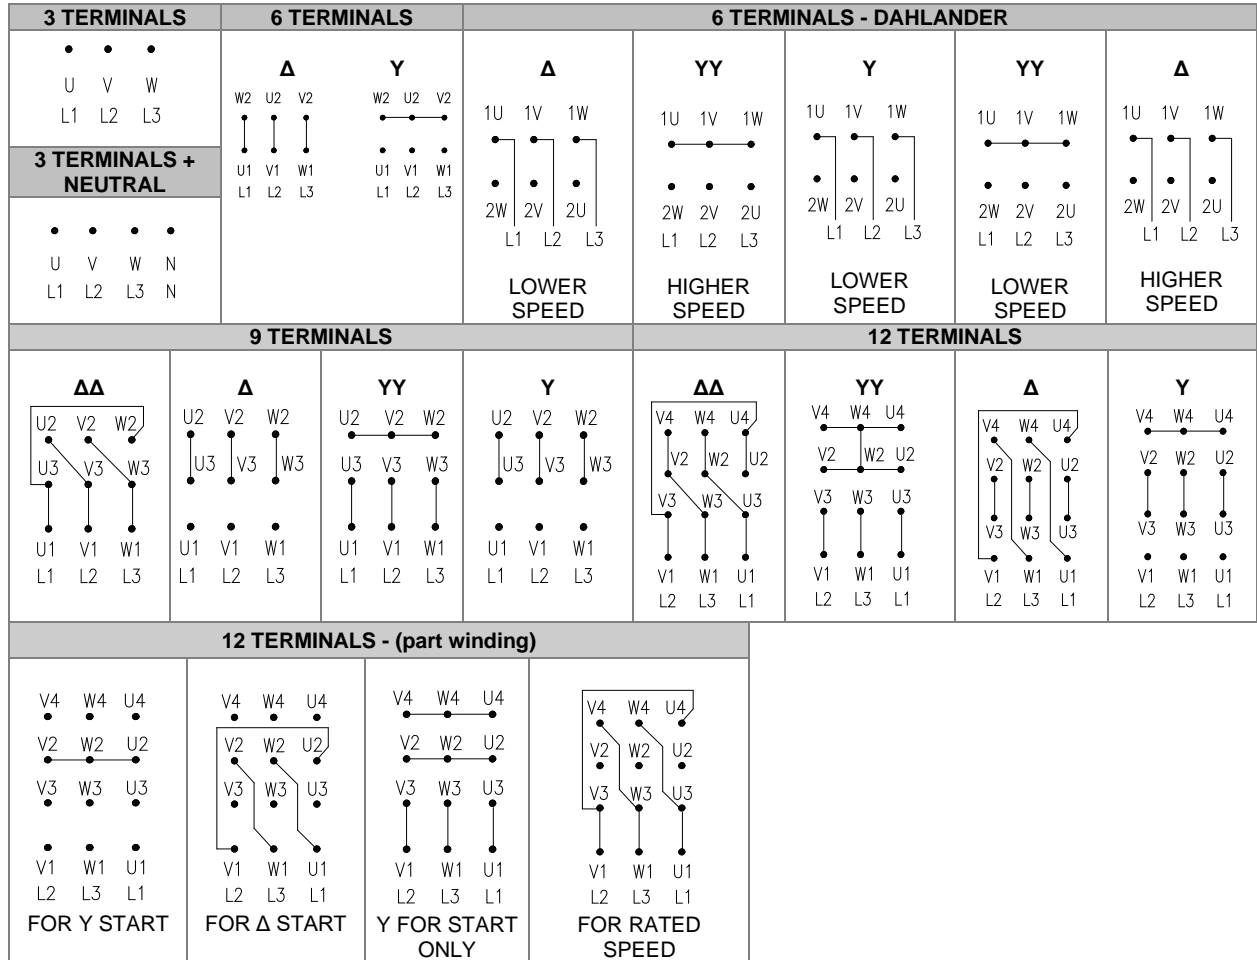 3 TERMINALS
U V W
L1 L2 L3
3 TERMINALS +
NEUTRAL
U V W N
L1 L2 L3 N
6 TERMINALS
Δ
W2 U2 V2
U1 V1 W1
L1 L2 L3
Y
W2 U2 V2
U1 V1 W1
L1 L2 L3
6 TERMINALS - DAHLANDER
Δ
1U 1V 1W
2W 2V 2U
L1 L2 L3
LOWER
SPEED
YY
1U 1V 1W
2W 2V 2U
L1 L2 L3
HIGHER
SPEED
Y
1U 1V 1W
2W 2V 2U
L1 L2 L3
LOWER
SPEED
YY
1U 1V 1W
2W 2V 2U
L1 L2 L3
LOWER
SPEED
Δ
1U 1V 1W
2W 2V 2U
L1 L2 L3
HIGHER
SPEED
9 TERMINALS
ΔΔ
U2 V2 W2
U3 V3 W3
U1 V1 W1
L1 L2 L3
Δ
U2 V2 W2
U3 V3 W3
U1 V1 W1
L1 L2 L3
YY
U2 V2 W2
U3 V3 W3
U1 V1 W1
L1 L2 L3
Y
U2 V2 W2
U3 V3 W3
U1 V1 W1
L1 L2 L3
12 TERMINALS
ΔΔ
V4 W4 U4
V2 W2 U2
V3 W3 U3
V1 W1 U1
L2 L3 L1
YY
V4 W4 U4
V2 W2 U2
V3 W3 U3
V1 W1 U1
L2 L3 L1
Δ
V4 W4 U4
V2 W2 U2
V3 W3 U3
V1 W1 U1
L2 L3 L1
Y
V4 W4 U4
V2 W2 U2
V3 W3 U3
V1 W1 U1
L2 L3 L1
12 TERMINALS - (part winding)
V4 W4 U4
V2 W2 U2
V3 W3 U3
V1 W1 U1
L2 L3 L1
FOR Y START
V4 W4 U4
V2 W2 U2
V3 W3 U3
V1 W1 U1
L2 L3 L1
FOR Δ START
V4 W4 U4
V2 W2 U2
V3 W3 U3
V1 W1 U1
L2 L3 L1
Y FOR START
ONLY
V4 W4 U4
V2 W2 U2
V3 W3 U3
V1 W1 U1
L2 L3 L1
FOR RATED
SPEED